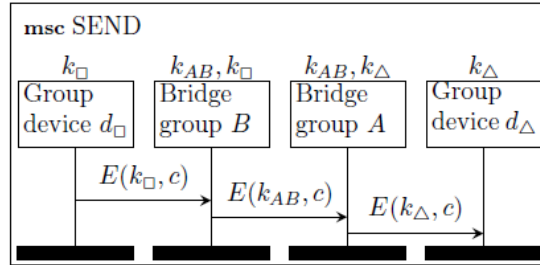 msc SEND
k□ k_AB, k□ k_AB, k△ k△
Group device d□
Bridge group B
Bridge group A
Group device d△
E(k□, c)
E(k_AB, c)
E(k△, c)